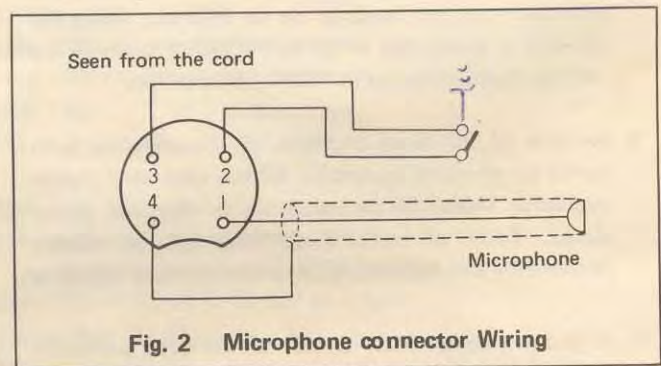 Seen from the cord
3 2
4 1
Microphone
Fig. 2 Microphone connector Wiring